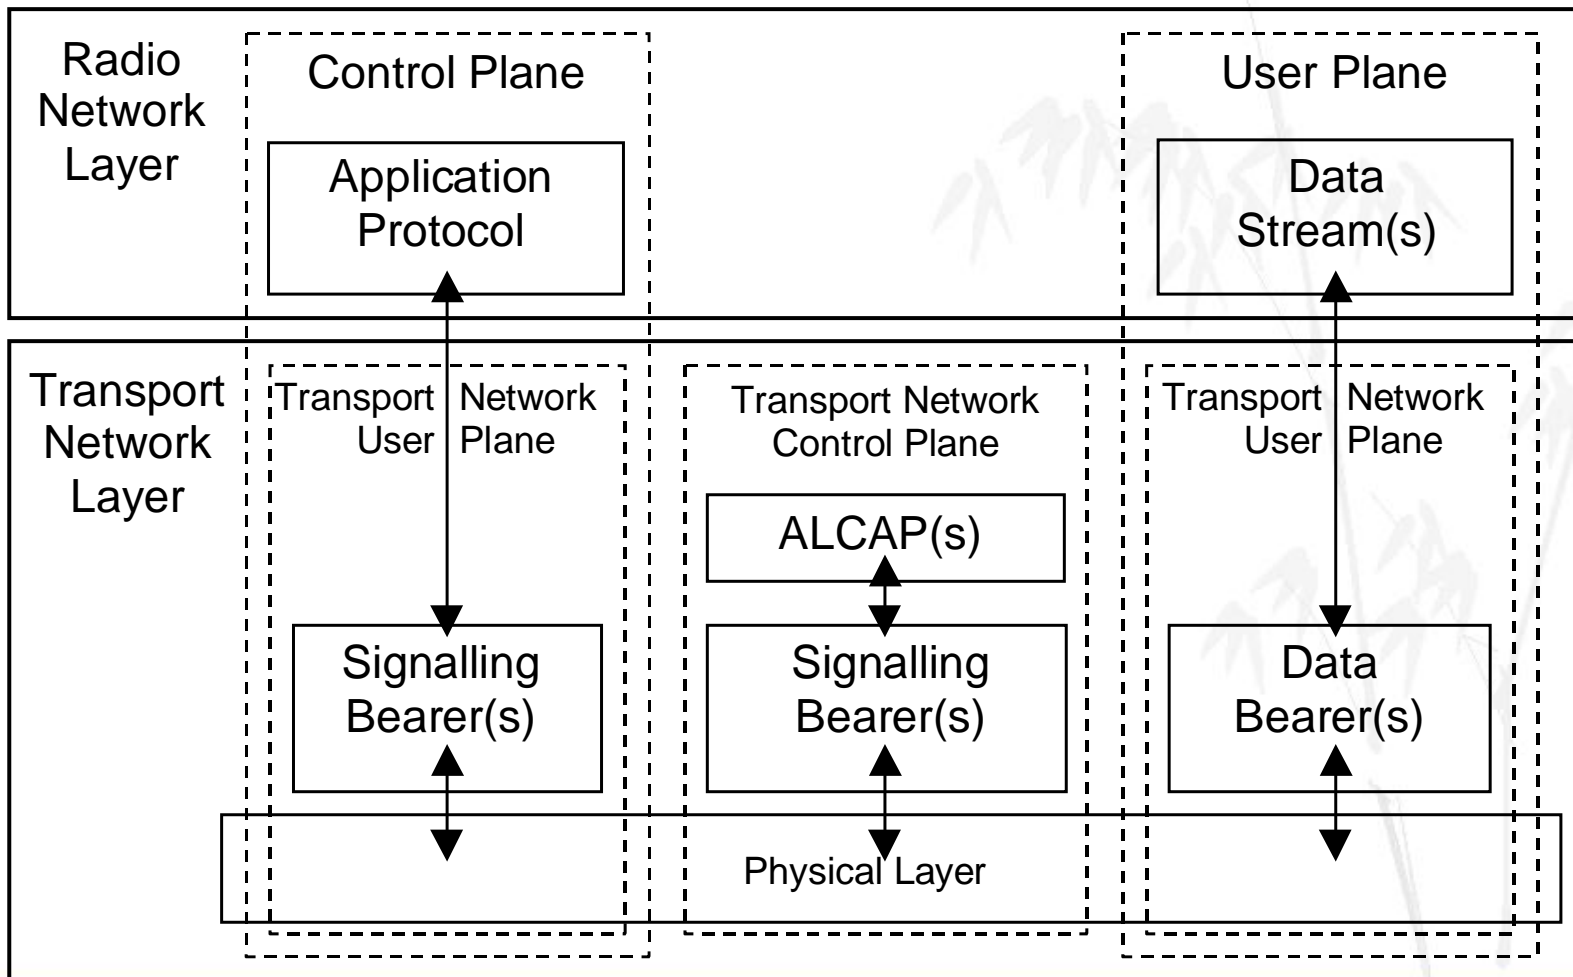 Radio
Network
Layer
Control Plane
User Plane
Application
Protocol
Data
Stream(s)
Transport
Network
Layer
Transport Network
User Plane
Transport Network
Control Plane
Transport Network
User Plane
ALCAP(s)
Signalling
Bearer(s)
Signalling
Bearer(s)
Data
Bearer(s)
Physical Layer